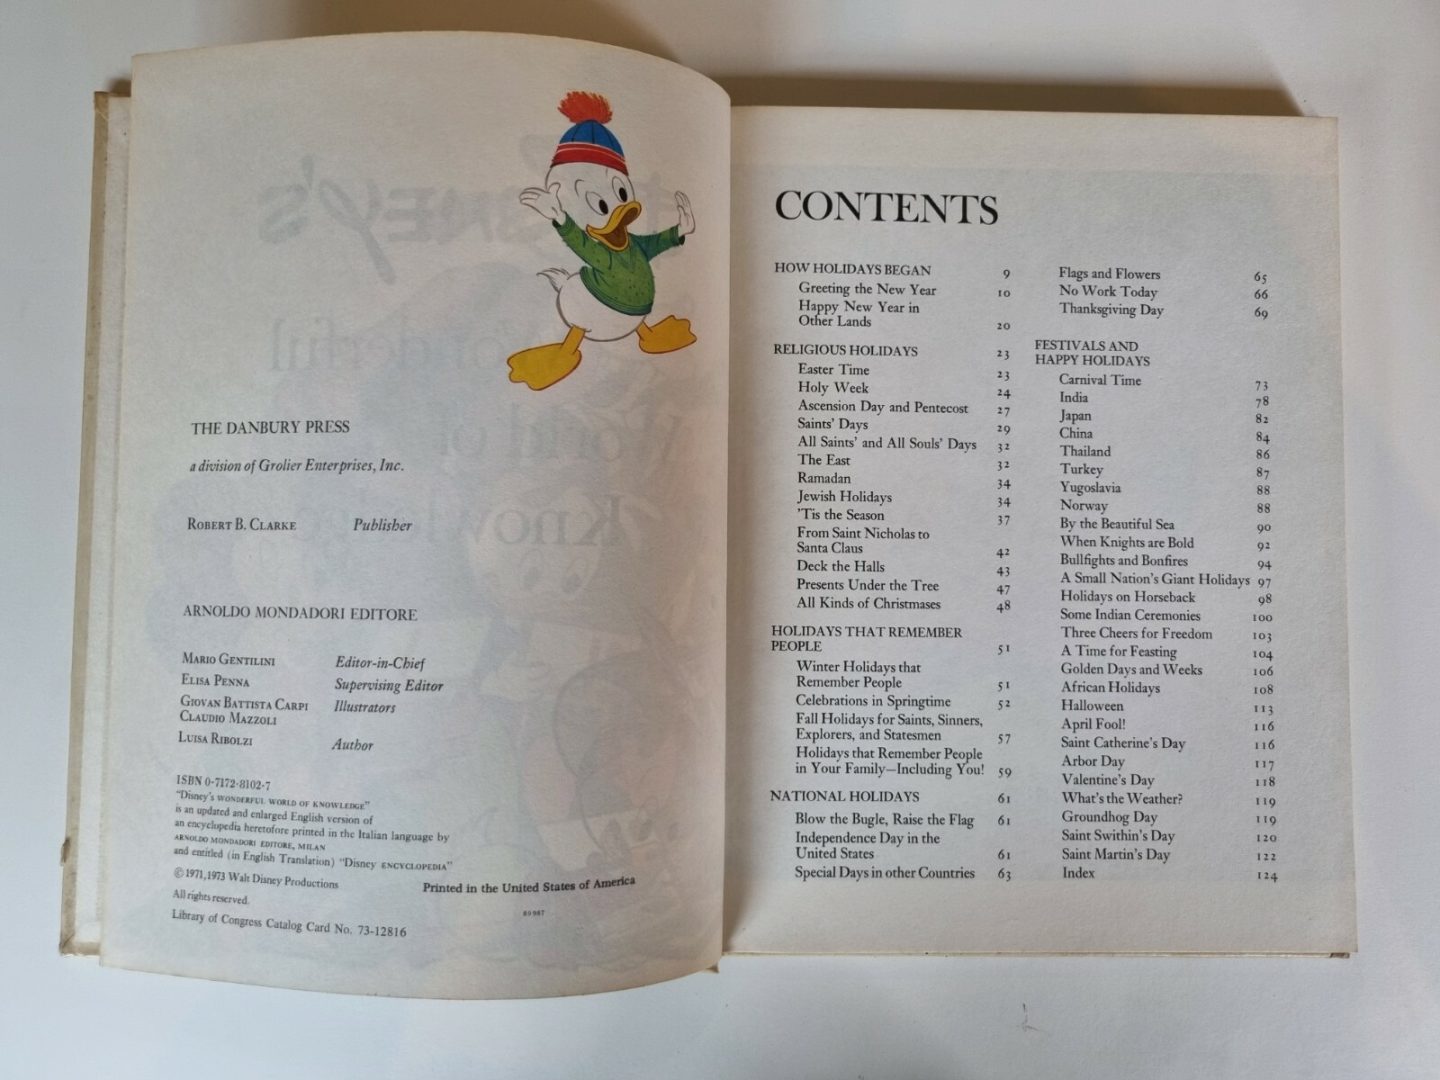 THE DANBURY PRESS
a division of Grolier Enterprises, Inc.
ROBERT B. CLARKE Publisher
ARNOLDO MONDADORI EDITORE
MARIO GENTILINI Editor-in-Chief
ELISA PENNA Supervising Editor
GIOVAN BATTISTA CARPI Illustrators
CLAUDIO MAZZOLI
LUISA RIBOLZI Author
ISBN 0-7172-8102-7
"Disney's WONDERFUL WORLD OF KNOWLEDGE"
is an updated and enlarged English version of
an encyclopedia heretofore printed in the Italian language by
ARNOLDO MONDADORI EDITORE, MILAN
and entitled (in English Translation) "Disney ENCYCLOPEDIA"
© 1971, 1973 Walt Disney Productions
All rights reserved.
Printed in the United States of America
Library of Congress Catalog Card No. 73-12816
89987
CONTENTS
HOW HOLIDAYS BEGAN 9
Greeting the New Year 10
Happy New Year in
Other Lands 20
RELIGIOUS HOLIDAYS 23
Easter Time 23
Holy Week 24
Ascension Day and Pentecost 27
Saints' Days 29
All Saints' and All Souls' Days 32
The East 32
Ramadan 34
Jewish Holidays 34
'Tis the Season 37
From Saint Nicholas to
Santa Claus 42
Deck the Halls 43
Presents Under the Tree 47
All Kinds of Christmases 48
HOLIDAYS THAT REMEMBER
PEOPLE 51
Winter Holidays that
Remember People 51
Celebrations in Springtime 52
Fall Holidays for Saints, Sinners,
Explorers, and Statesmen 57
Holidays that Remember People
in Your Family—Including You! 59
NATIONAL HOLIDAYS 61
Blow the Bugle, Raise the Flag 61
Independence Day in the
United States 61
Special Days in other Countries 63
Flags and Flowers 65
No Work Today 66
Thanksgiving Day 69
FESTIVALS AND
HAPPY HOLIDAYS
Carnival Time 73
India 78
Japan 82
China 84
Thailand 86
Turkey 87
Yugoslavia 88
Norway 88
By the Beautiful Sea 90
When Knights are Bold 92
Bullfights and Bonfires 94
A Small Nation's Giant Holidays 97
Holidays on Horseback 98
Some Indian Ceremonies 100
Three Cheers for Freedom 103
A Time for Feasting 104
Golden Days and Weeks 106
African Holidays 108
Halloween 113
April Fool! 116
Saint Catherine's Day 116
Arbor Day 117
Valentine's Day 118
What's the Weather? 119
Groundhog Day 119
Saint Swithin's Day 120
Saint Martin's Day 122
Index 124